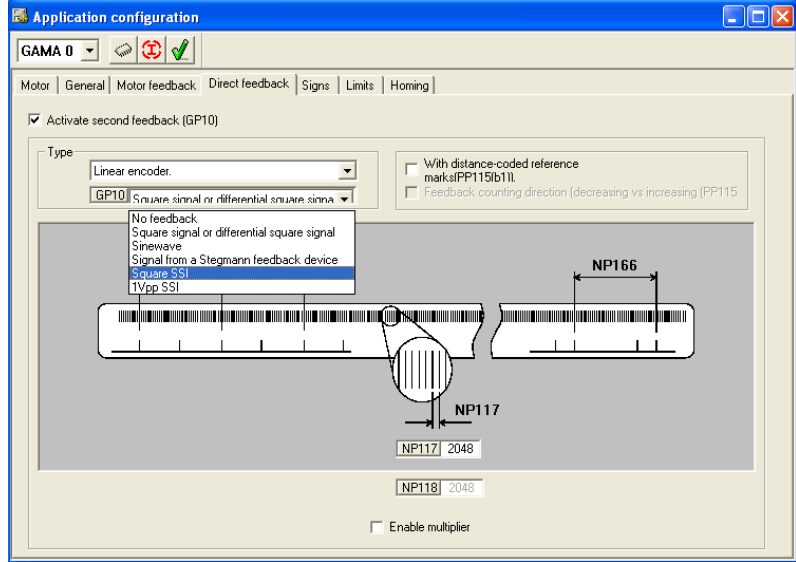 Application configuration
GAMA 0
Motor General Motor feedback Direct feedback Signs Limits Homing
Activate second feedback (GP10)
Type
Linear encoder.
GP10 Square signal or differential square signa
No feedback
Square signal or differential square signal
Sinewave
Signal from a Stegmann feedback device
Square SSI
1Vpp SSI
With distance-coded reference
marks(PP115(b1)).
Feedback counting direction (decreasing vs increasing (PP115
NP166
NP117
NP117 2048
NP118 2048
Enable multiplier